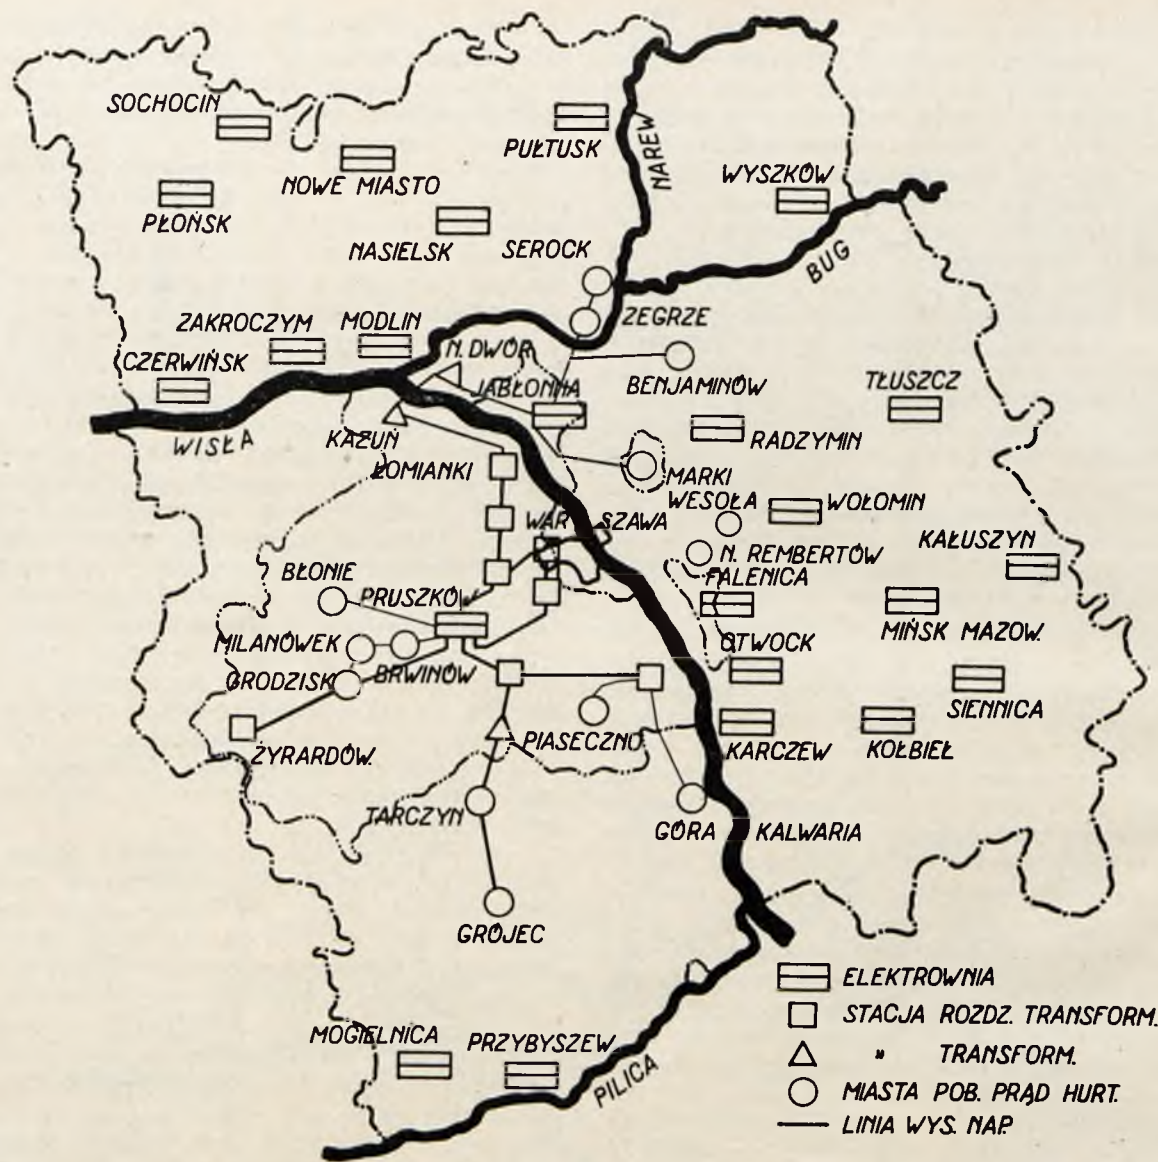 SOCHOCIN
PUŁTUSK
NAREW
NOWE MIASTO
WYSZKÓW
PŁOŃSK
NASIELSK
SEROCK
BUG
ZAKROCZYM
MODLIN
ZEGRZE
CZERWIŃSK
N. DWÓR
JABŁONNA
BENJAMINÓW
TŁUSZCZ
WISŁA
KAZUŃ
RADZYMIN
ŁOMIANKI
MARKI
WESOŁA
WOŁOMIN
WAR SZAWA
KAŁUSZYN
N. REMBERTÓW
BŁONIE
FALENICA
PRUSZKÓW
MIŃSK MAZOW.
MILANÓWEK
OTWOCK
BRWINÓW
GRODZISK
SIENNICA
ŻYRARDÓW.
PIASECZNO
KARCZEW
KOŁBIEL
TARCZYN
GÓRA KALWARIA
GRÓJEC
MOGIELNICA
PRZYBYSZEW
PILICA
ELEKTROWNIA
STACJA ROZDZ. TRANSFORM.
" TRANSFORM.
MIASTA POB. PRĄD HURT.
LINIA WYS. NAP.